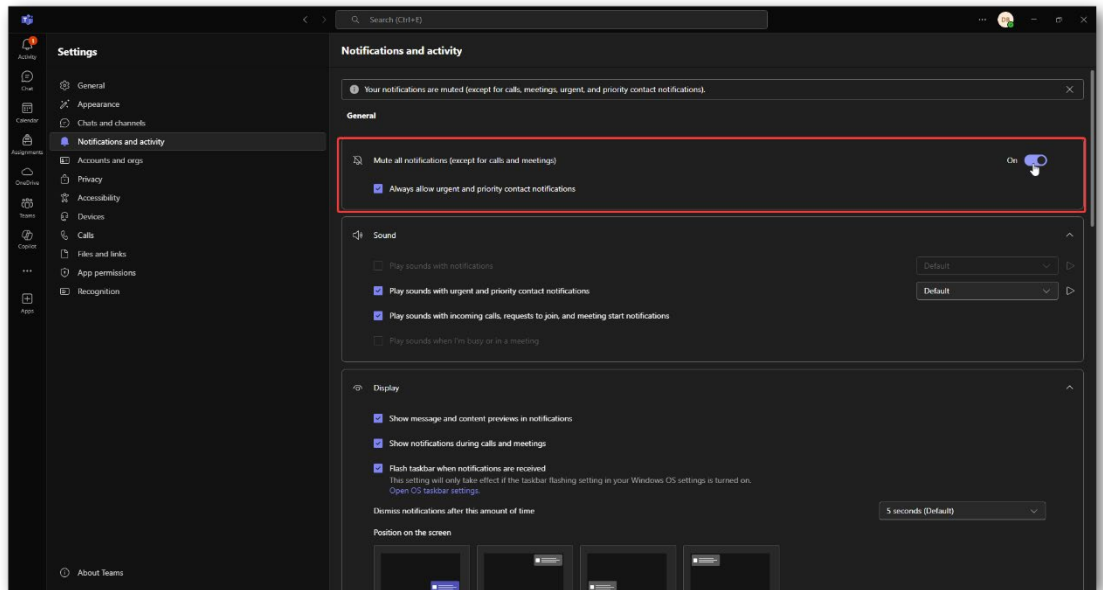 Search (Ctrl+E)
DB
Activity
Chat
Calendar
Assignments
OneDrive
Teams
Copilot
Apps
Settings
General
Appearance
Chats and channels
Notifications and activity
Accounts and orgs
Privacy
Accessibility
Devices
Calls
Files and links
App permissions
Recognition
About Teams
Notifications and activity
Your notifications are muted (except for calls, meetings, urgent, and priority contact notifications).
General
Mute all notifications (except for calls and meetings)
On
Always allow urgent and priority contact notifications
Sound
Play sounds with notifications
Default
Play sounds with urgent and priority contact notifications
Default
Play sounds with incoming calls, requests to join, and meeting start notifications
Play sounds when I'm busy or in a meeting
Display
Show message and content previews in notifications
Show notifications during calls and meetings
Flash taskbar when notifications are received
This setting will only take effect if the taskbar flashing setting in your Windows OS settings is turned on.
Open OS taskbar settings.
Dismiss notifications after this amount of time
5 seconds (Default)
Position on the screen